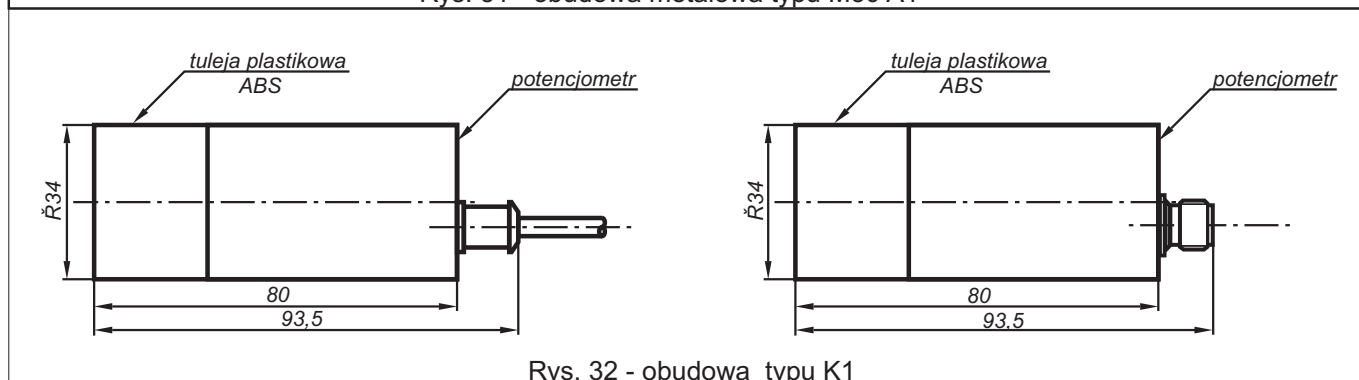 tuleja plastikowa
ABS
potencjometr
Ř34
80
93,5
tuleja plastikowa
ABS
potencjometr
Ř34
80
93,5
Rys. 32 - obudowa typu K1